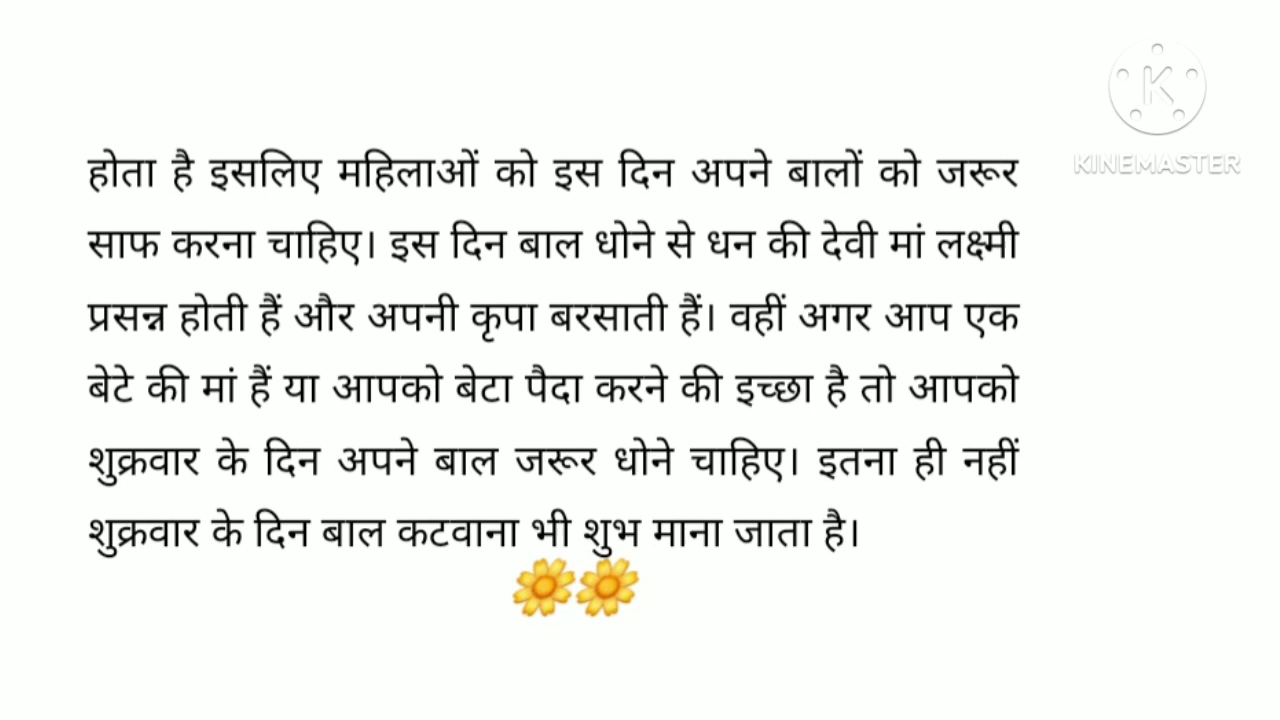 होता है इसलिए महिलाओं को इस दिन अपने बालों को जरूर
साफ करना चाहिए। इस दिन बाल धोने से धन की देवी मां लक्ष्मी
प्रसन्न होती हैं और अपनी कृपा बरसाती हैं। वहीं अगर आप एक
बेटे की मां हैं या आपको बेटा पैदा करने की इच्छा है तो आपको
शुक्रवार के दिन अपने बाल जरूर धोने चाहिए। इतना ही नहीं
शुक्रवार के दिन बाल कटवाना भी शुभ माना जाता है।
K
KINEMASTER